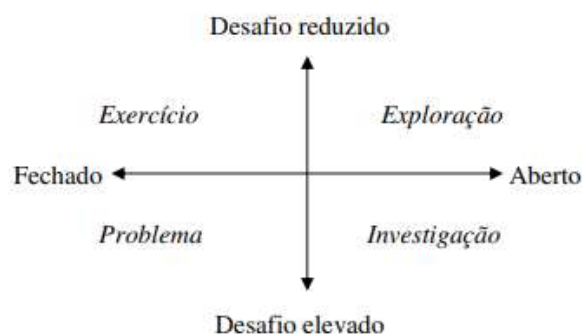 Desafio reduzido
Exercício Exploração
Fechado Aberto
Problema Investigação
Desafio elevado